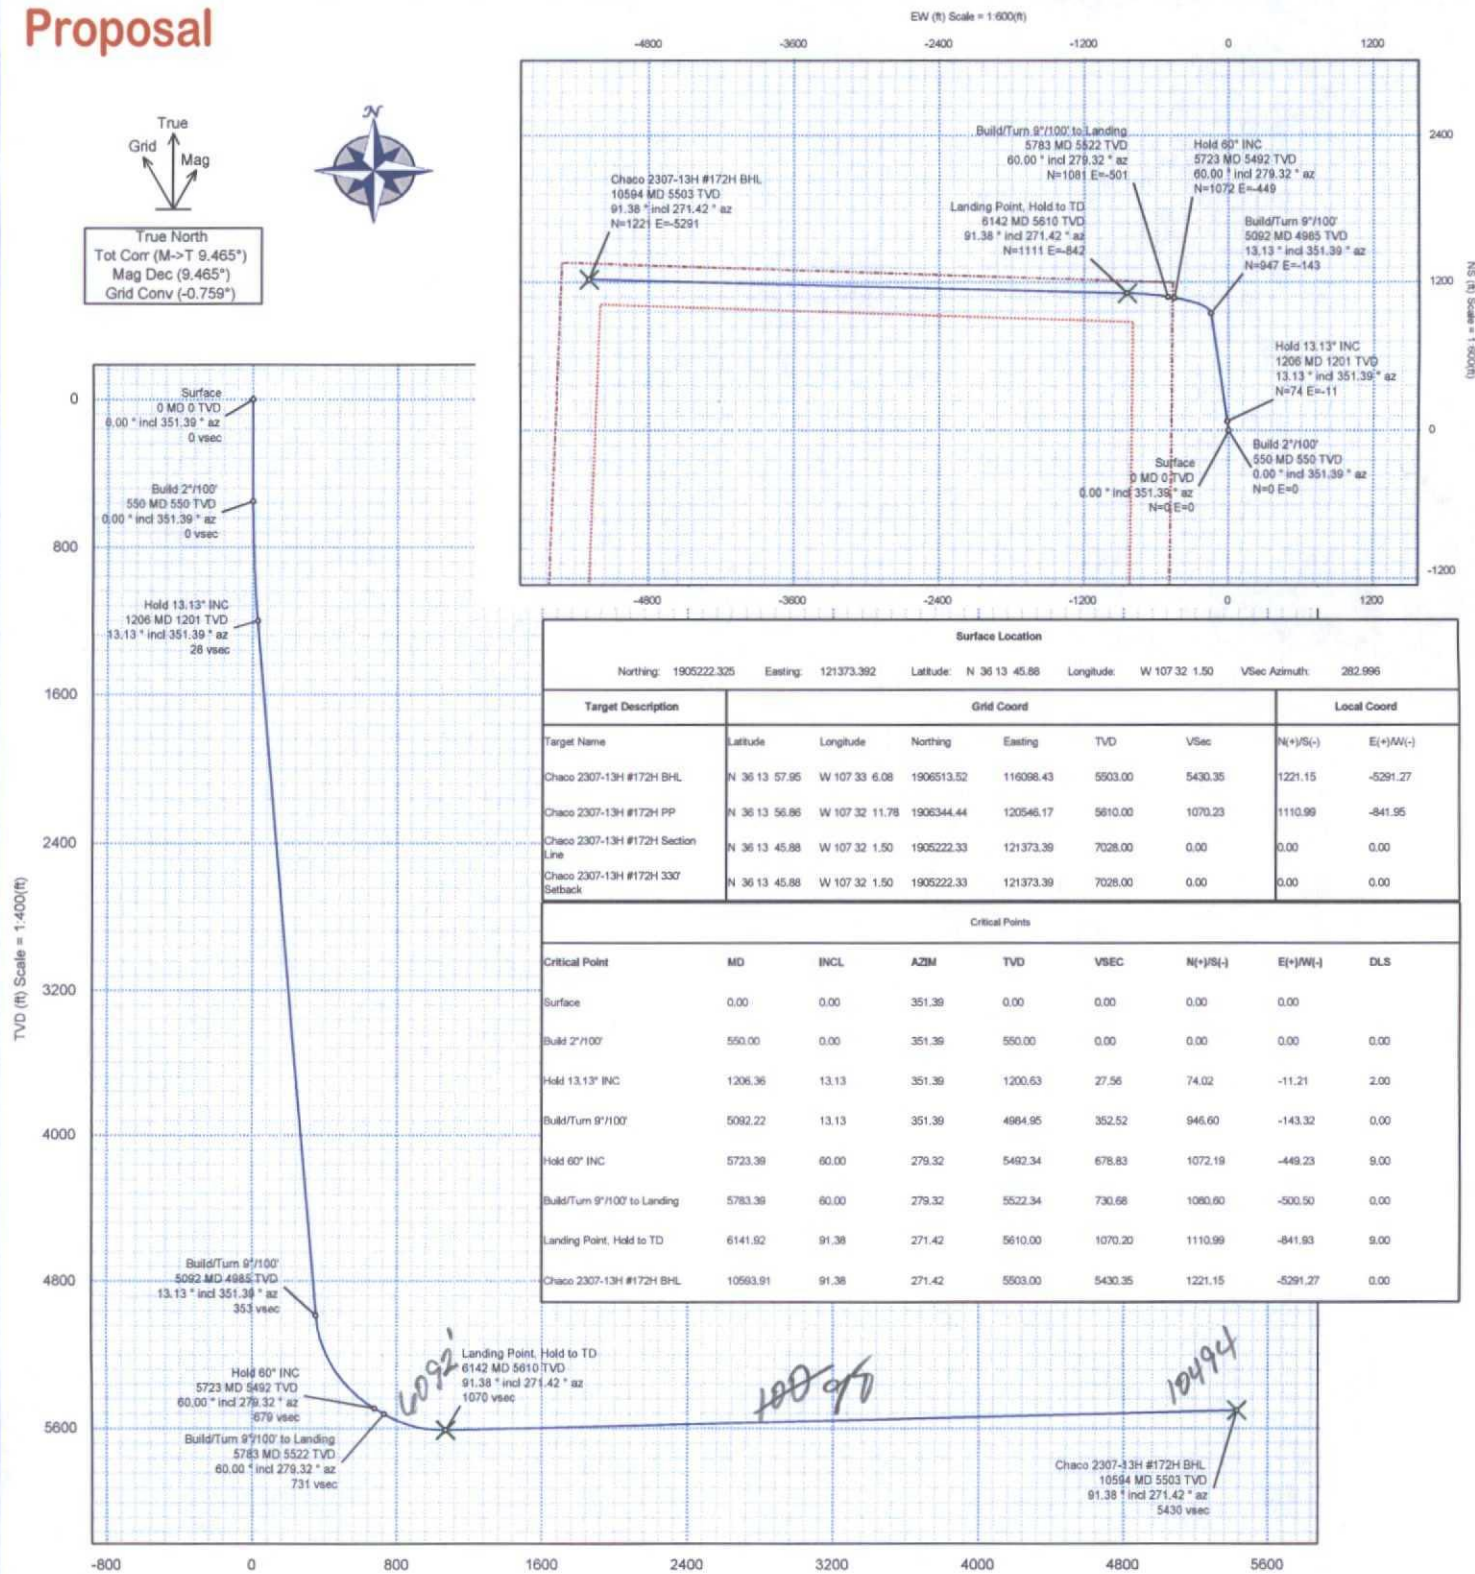 Proposal
True
Grid
Mag
N
True North
Tot Corr (M->T 9.465°)
Mag Dec (9.465°)
Grid Conv (-0.759°)
EW (ft) Scale = 1:600(ft)
-4800 -3600 -2400 -1200 0 1200
Chaco 2307-13H #172H BHL
10594 MD 5503 TVD
91.38 ° incl 271.42 ° az
N=1221 E=-5291
Build/Turn 9°/100' to Landing
5783 MD 5522 TVD
60.00 ° incl 279.32 ° az
N=1081 E=-501
Hold 60° INC
5723 MD 5492 TVD
60.00 ° incl 279.32 ° az
N=1072 E=-449
Landing Point, Hold to TD
6142 MD 5610 TVD
91.38 ° incl 271.42 ° az
N=1111 E=-842
Build/Turn 9°/100'
5092 MD 4985 TVD
13.13 ° incl 351.39 ° az
N=947 E=-143
Hold 13.13° INC
1206 MD 1201 TVD
13.13 ° incl 351.39 ° az
N=74 E=-11
Build 2°/100'
550 MD 550 TVD
0.00 ° incl 351.39 ° az
N=0 E=0
Surface
0 MD 0 TVD
0.00 ° incl 351.39 ° az
N=0 E=0
2400
1200
0
-1200
NS (ft) Scale = 1:600(ft)
-4800 -3600 -2400 -1200 0 1200
Surface Location
Northing: 1905222.325 Easting: 121373.392 Latitude: N 36 13 45.88 Longitude: W 107 32 1.50 VSec Azimuth: 282.996
Target Description Grid Coord Local Coord
Target Name Latitude Longitude Northing Easting TVD VSec N(+)/S(-) E(+)/W(-)
Chaco 2307-13H #172H BHL N 36 13 57.95 W 107 33 6.08 1906513.52 116098.43 5503.00 5430.35 1221.15 -5291.27
Chaco 2307-13H #172H PP N 36 13 56.86 W 107 32 11.78 1906344.44 120546.17 5610.00 1070.23 1110.99 -841.95
Chaco 2307-13H #172H Section
Line N 36 13 45.88 W 107 32 1.50 1905222.33 121373.39 7028.00 0.00 0.00 0.00
Chaco 2307-13H #172H 330'
Setback N 36 13 45.88 W 107 32 1.50 1905222.33 121373.39 7028.00 0.00 0.00 0.00
Critical Points
Critical Point MD INCL AZIM TVD VSEC N(+)/S(-) E(+)/W(-) DLS
Surface 0.00 0.00 351.39 0.00 0.00 0.00 0.00
Build 2°/100' 550.00 0.00 351.39 550.00 0.00 0.00 0.00 0.00
Hold 13.13° INC 1206.36 13.13 351.39 1200.63 27.56 74.02 -11.21 2.00
Build/Turn 9°/100' 5092.22 13.13 351.39 4984.95 352.52 946.60 -143.32 0.00
Hold 60° INC 5723.39 60.00 279.32 5492.34 678.83 1072.19 -449.23 9.00
Build/Turn 9°/100' to Landing 5783.39 60.00 279.32 5522.34 730.68 1080.60 -500.50 0.00
Landing Point, Hold to TD 6141.92 91.38 271.42 5610.00 1070.20 1110.99 -841.93 9.00
Chaco 2307-13H #172H BHL 10593.91 91.38 271.42 5503.00 5430.35 1221.15 -5291.27 0.00
TVD (ft) Scale = 1:400(ft)
0
800
1600
2400
3200
4000
4800
5600
Surface
0 MD 0 TVD
0.00 ° incl 351.39 ° az
0 vsec
Build 2°/100'
550 MD 550 TVD
0.00 ° incl 351.39 ° az
0 vsec
Hold 13.13° INC
1206 MD 1201 TVD
13.13 ° incl 351.39 ° az
28 vsec
Build/Turn 9°/100'
5092 MD 4985 TVD
13.13 ° incl 351.39 ° az
353 vsec
Hold 60° INC
5723 MD 5492 TVD
60.00 ° incl 279.32 ° az
679 vsec
Build/Turn 9°/100' to Landing
5783 MD 5522 TVD
60.00 ° incl 279.32 ° az
731 vsec
6092'
Landing Point, Hold to TD
6142 MD 5610 TVD
91.38 ° incl 271.42 ° az
1070 vsec
10494
Chaco 2307-13H #172H BHL
10594 MD 5503 TVD
91.38 ° incl 271.42 ° az
5430 vsec
-800 0 800 1600 2400 3200 4000 4800 5600